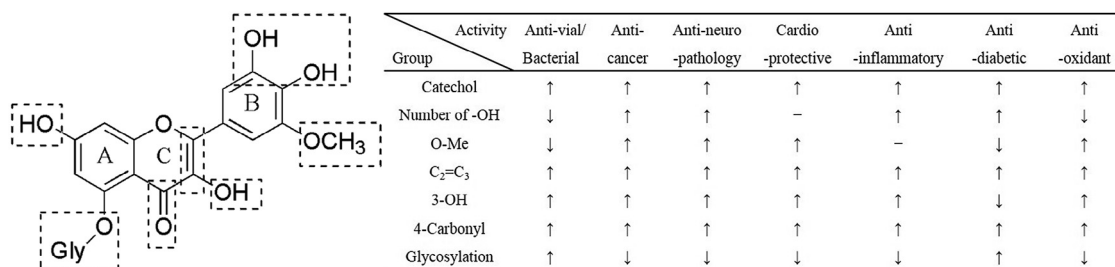 OH
OH
B
HO
O
OCH3
A
C
OH
O
O
Gly
Activity Anti-vial/ Anti- Anti-neuro Cardio Anti Anti Anti
Group Bacterial cancer -pathology -protective -inflammatory -diabetic -oxidant
Catechol ↑ ↑ ↑ ↑ ↑ ↑ ↑
Number of -OH ↓ ↑ ↑ – ↑ ↑ ↓
O-Me ↓ ↑ ↑ ↑ – ↓ ↑
C₂=C₃ ↑ ↑ ↑ ↑ ↑ ↑ ↑
3-OH ↑ ↑ ↑ ↑ ↑ ↓ ↑
4-Carbonyl ↑ ↑ ↑ ↑ ↑ ↑ ↑
Glycosylation ↑ ↓ ↓ ↓ ↓ ↑ ↓